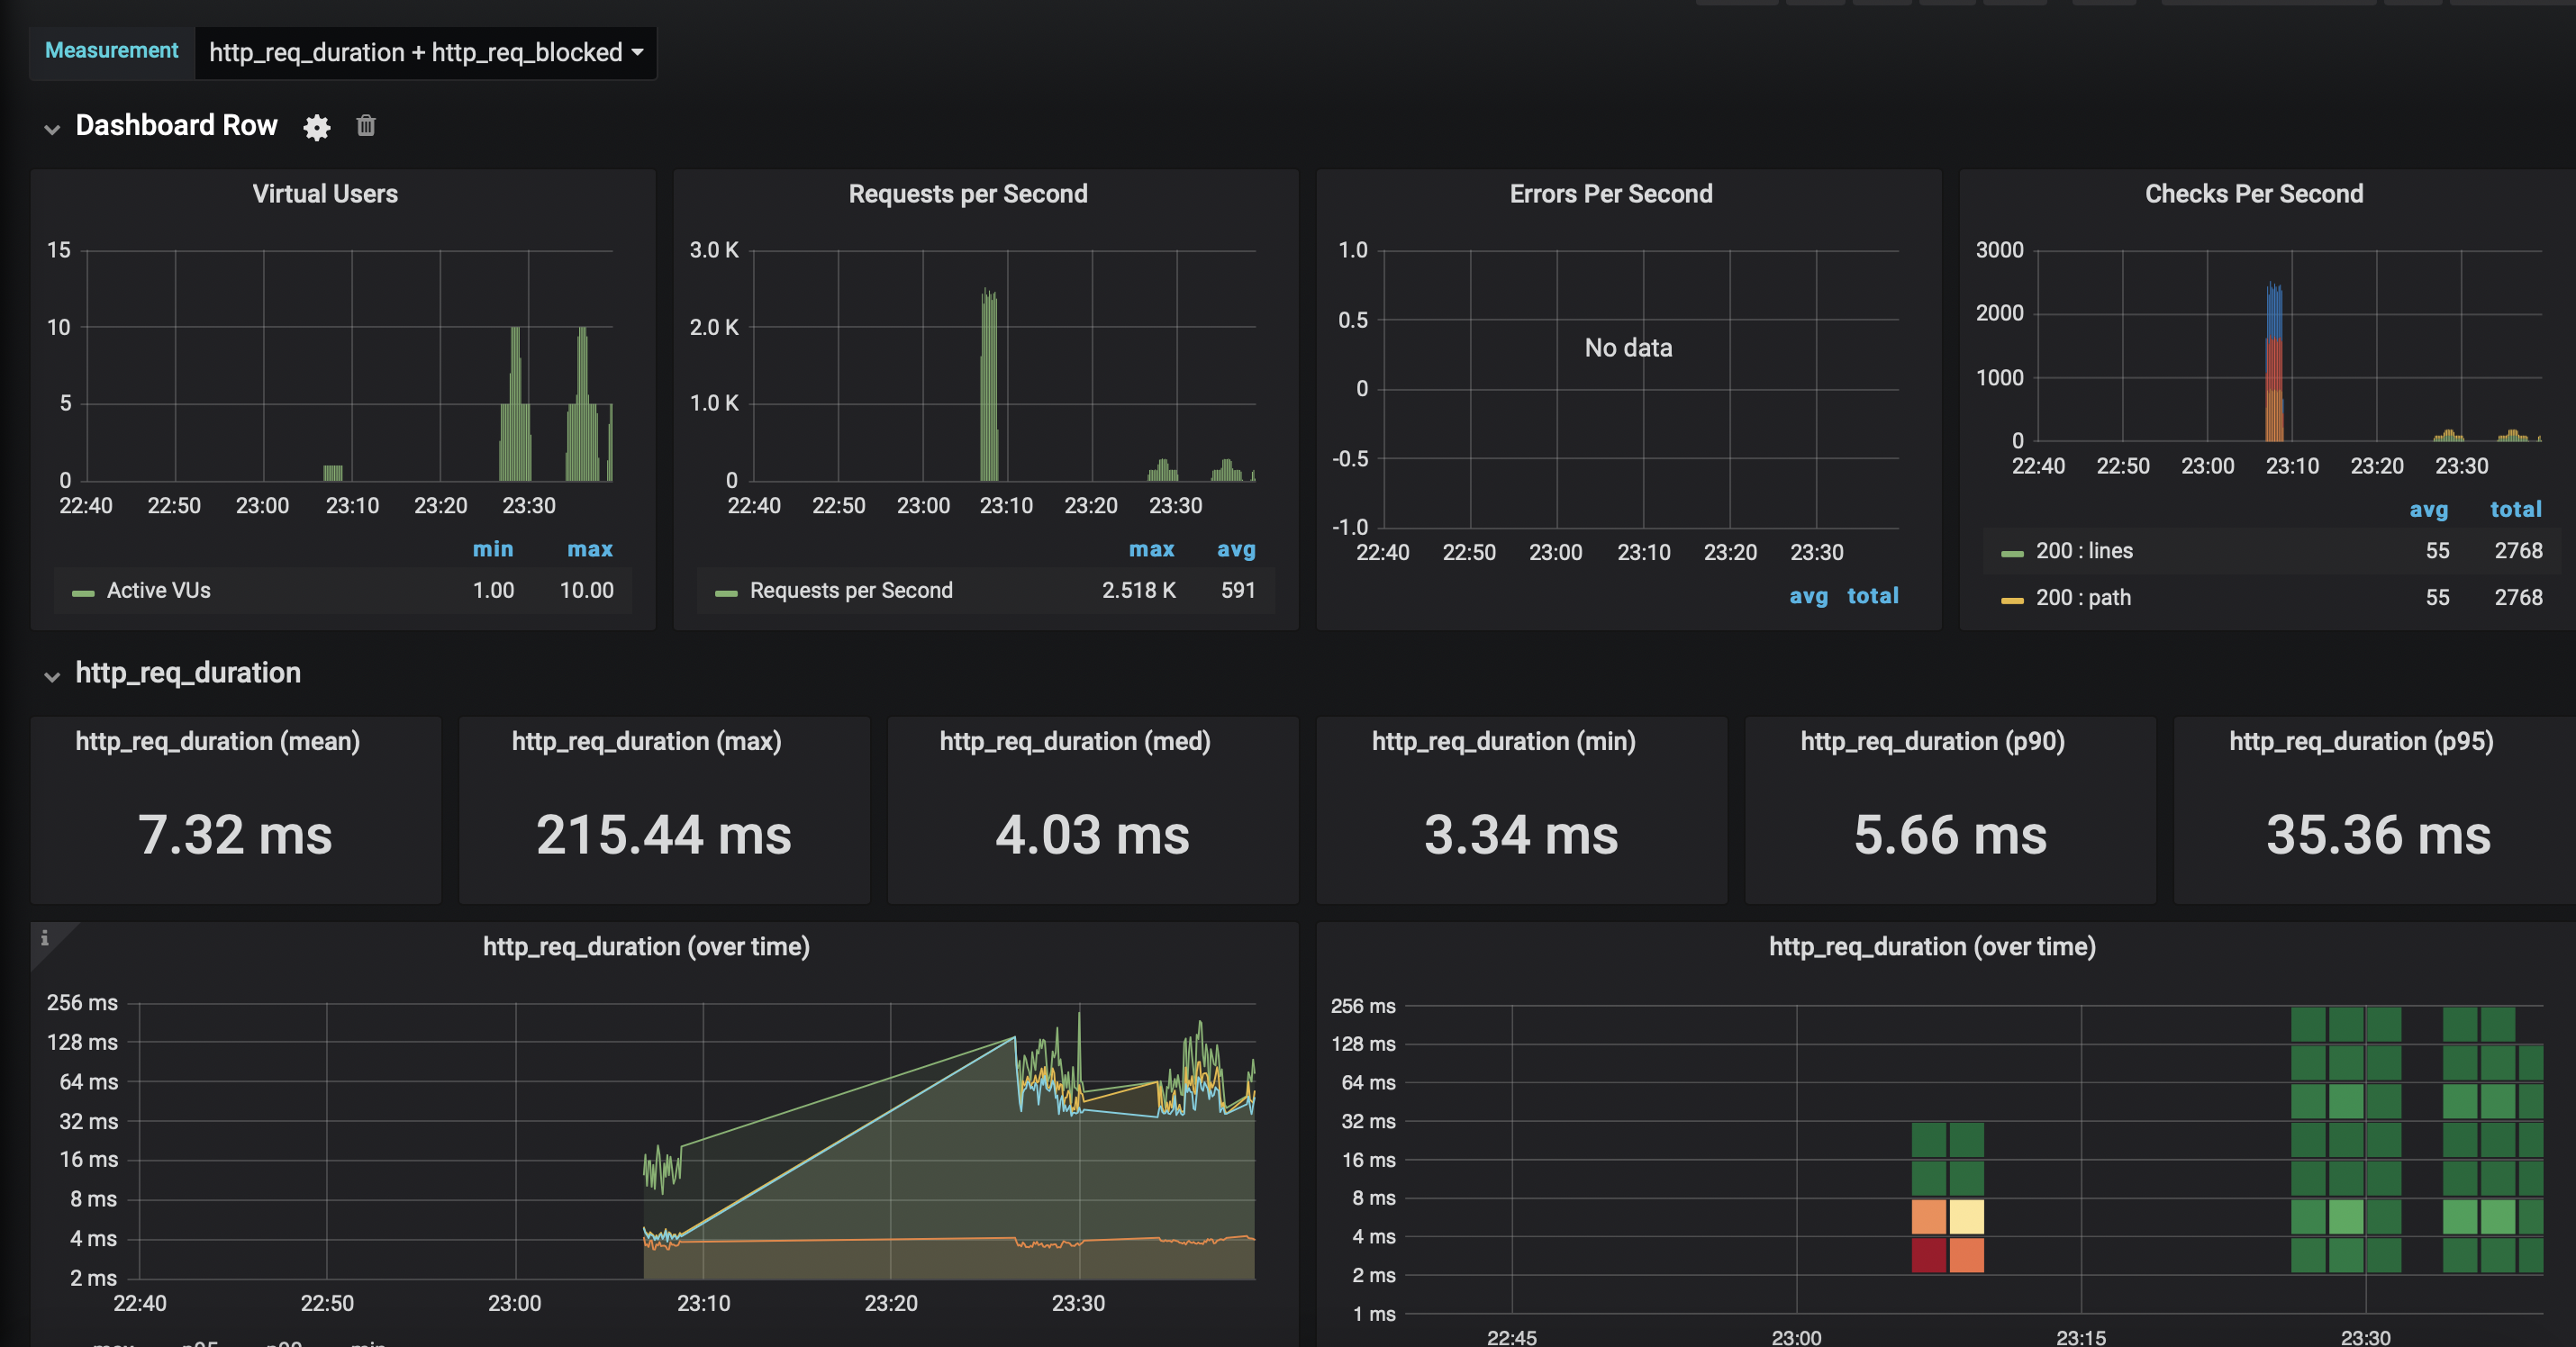 Measurement http_req_duration + http_req_blocked
Dashboard Row
Virtual Users
15
10
5
0
22:40 22:50 23:00 23:10 23:20 23:30
min max
Active VUs 1.00 10.00
Requests per Second
3.0 K
2.0 K
1.0 K
0
22:40 22:50 23:00 23:10 23:20 23:30
max avg
Requests per Second 2.518 K 591
Errors Per Second
1.0
0.5
No data
0
-0.5
-1.0
22:40 22:50 23:00 23:10 23:20 23:30
avg total
Checks Per Second
3000
2000
1000
0
22:40 22:50 23:00 23:10 23:20 23:30
avg total
200 : lines 55 2768
200 : path 55 2768
http_req_duration
http_req_duration (mean)
7.32 ms
http_req_duration (max)
215.44 ms
http_req_duration (med)
4.03 ms
http_req_duration (min)
3.34 ms
http_req_duration (p90)
5.66 ms
http_req_duration (p95)
35.36 ms
i
http_req_duration (over time)
256 ms
128 ms
64 ms
32 ms
16 ms
8 ms
4 ms
2 ms
22:40 22:50 23:00 23:10 23:20 23:30
http_req_duration (over time)
256 ms
128 ms
64 ms
32 ms
16 ms
8 ms
4 ms
2 ms
1 ms
22:45 23:00 23:15 23:30